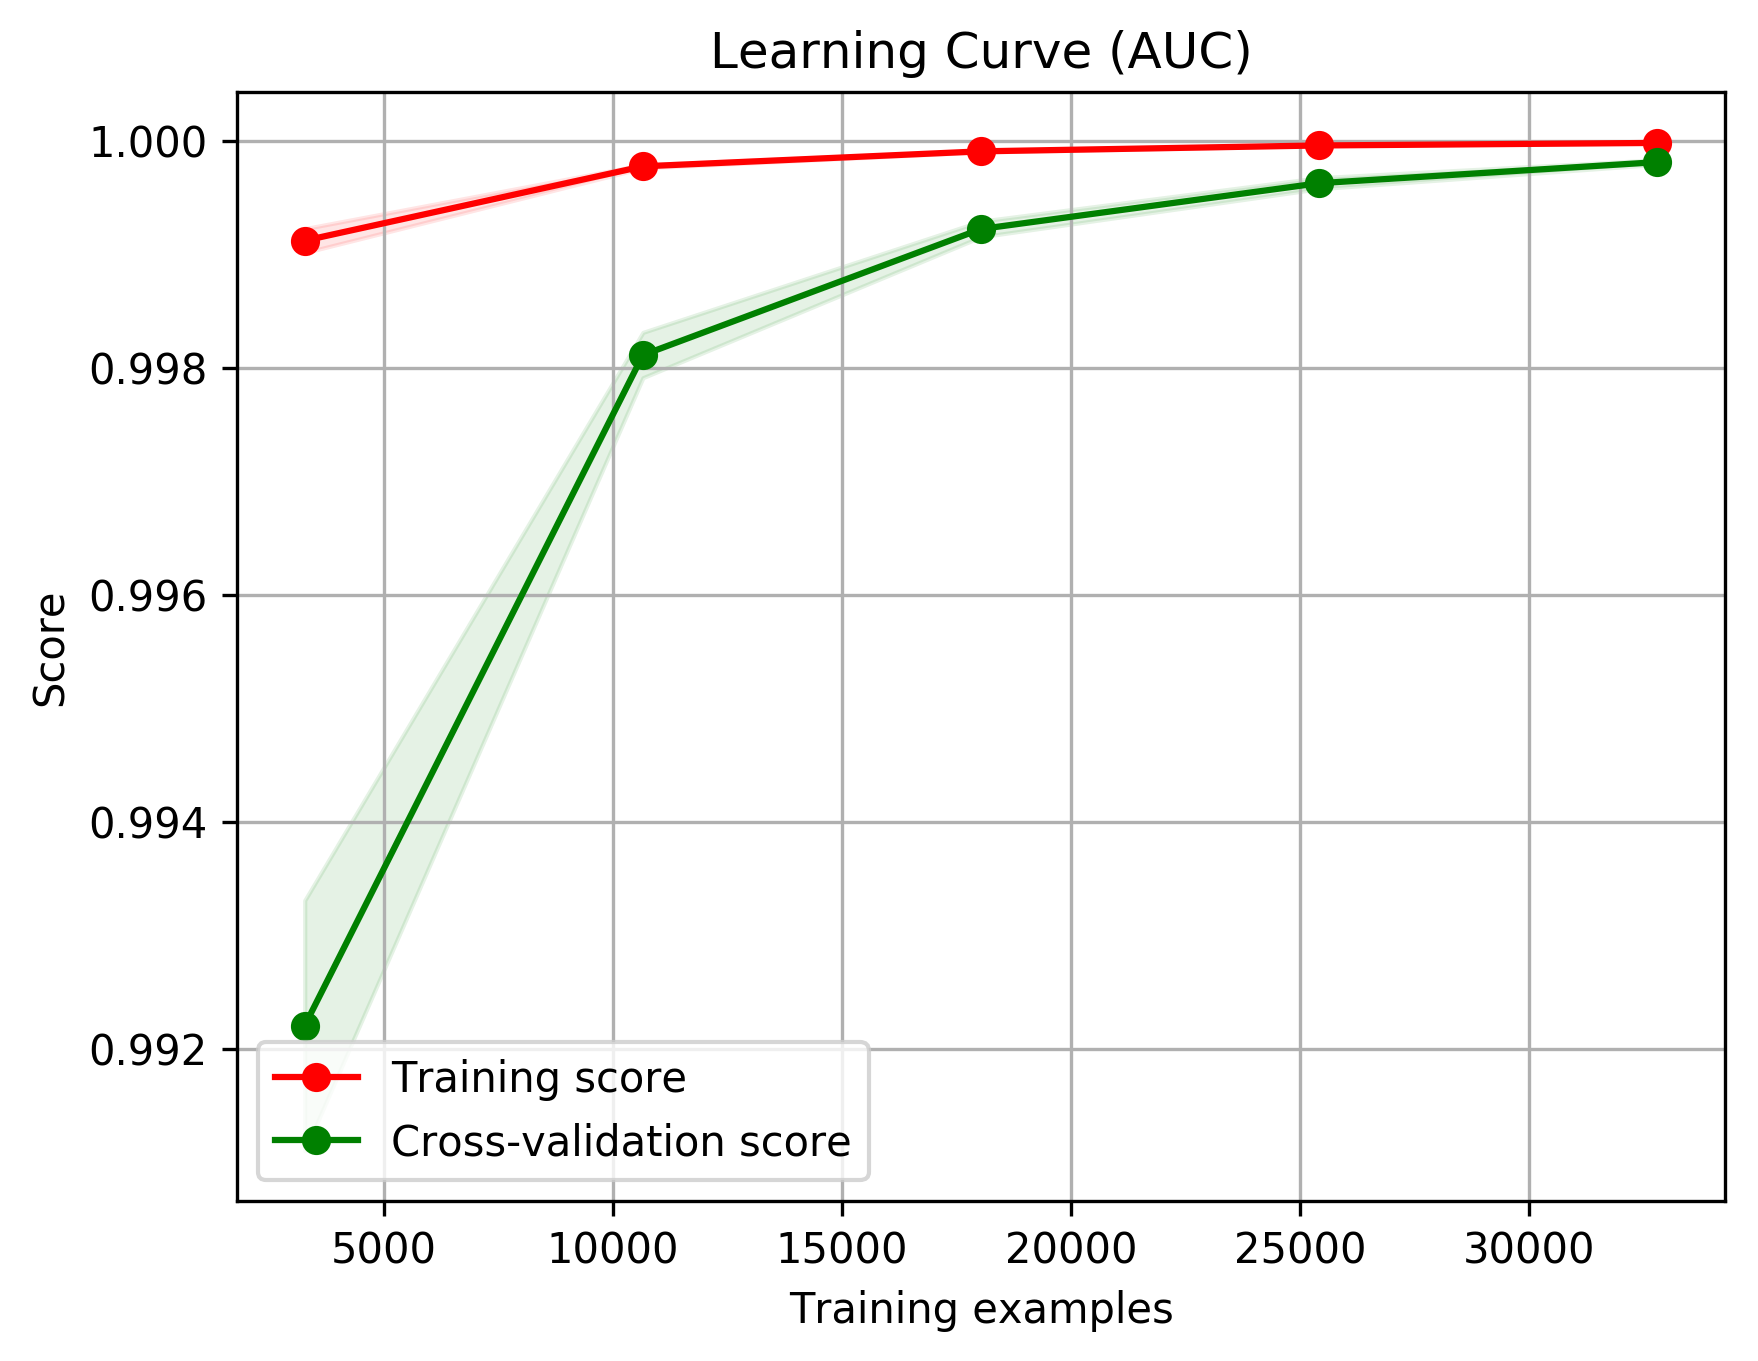 Learning Curve (AUC)
1.000
0.998
0.996
0.994
0.992
Score
Training score
Cross-validation score
5000 10000 15000 20000 25000 30000
Training examples